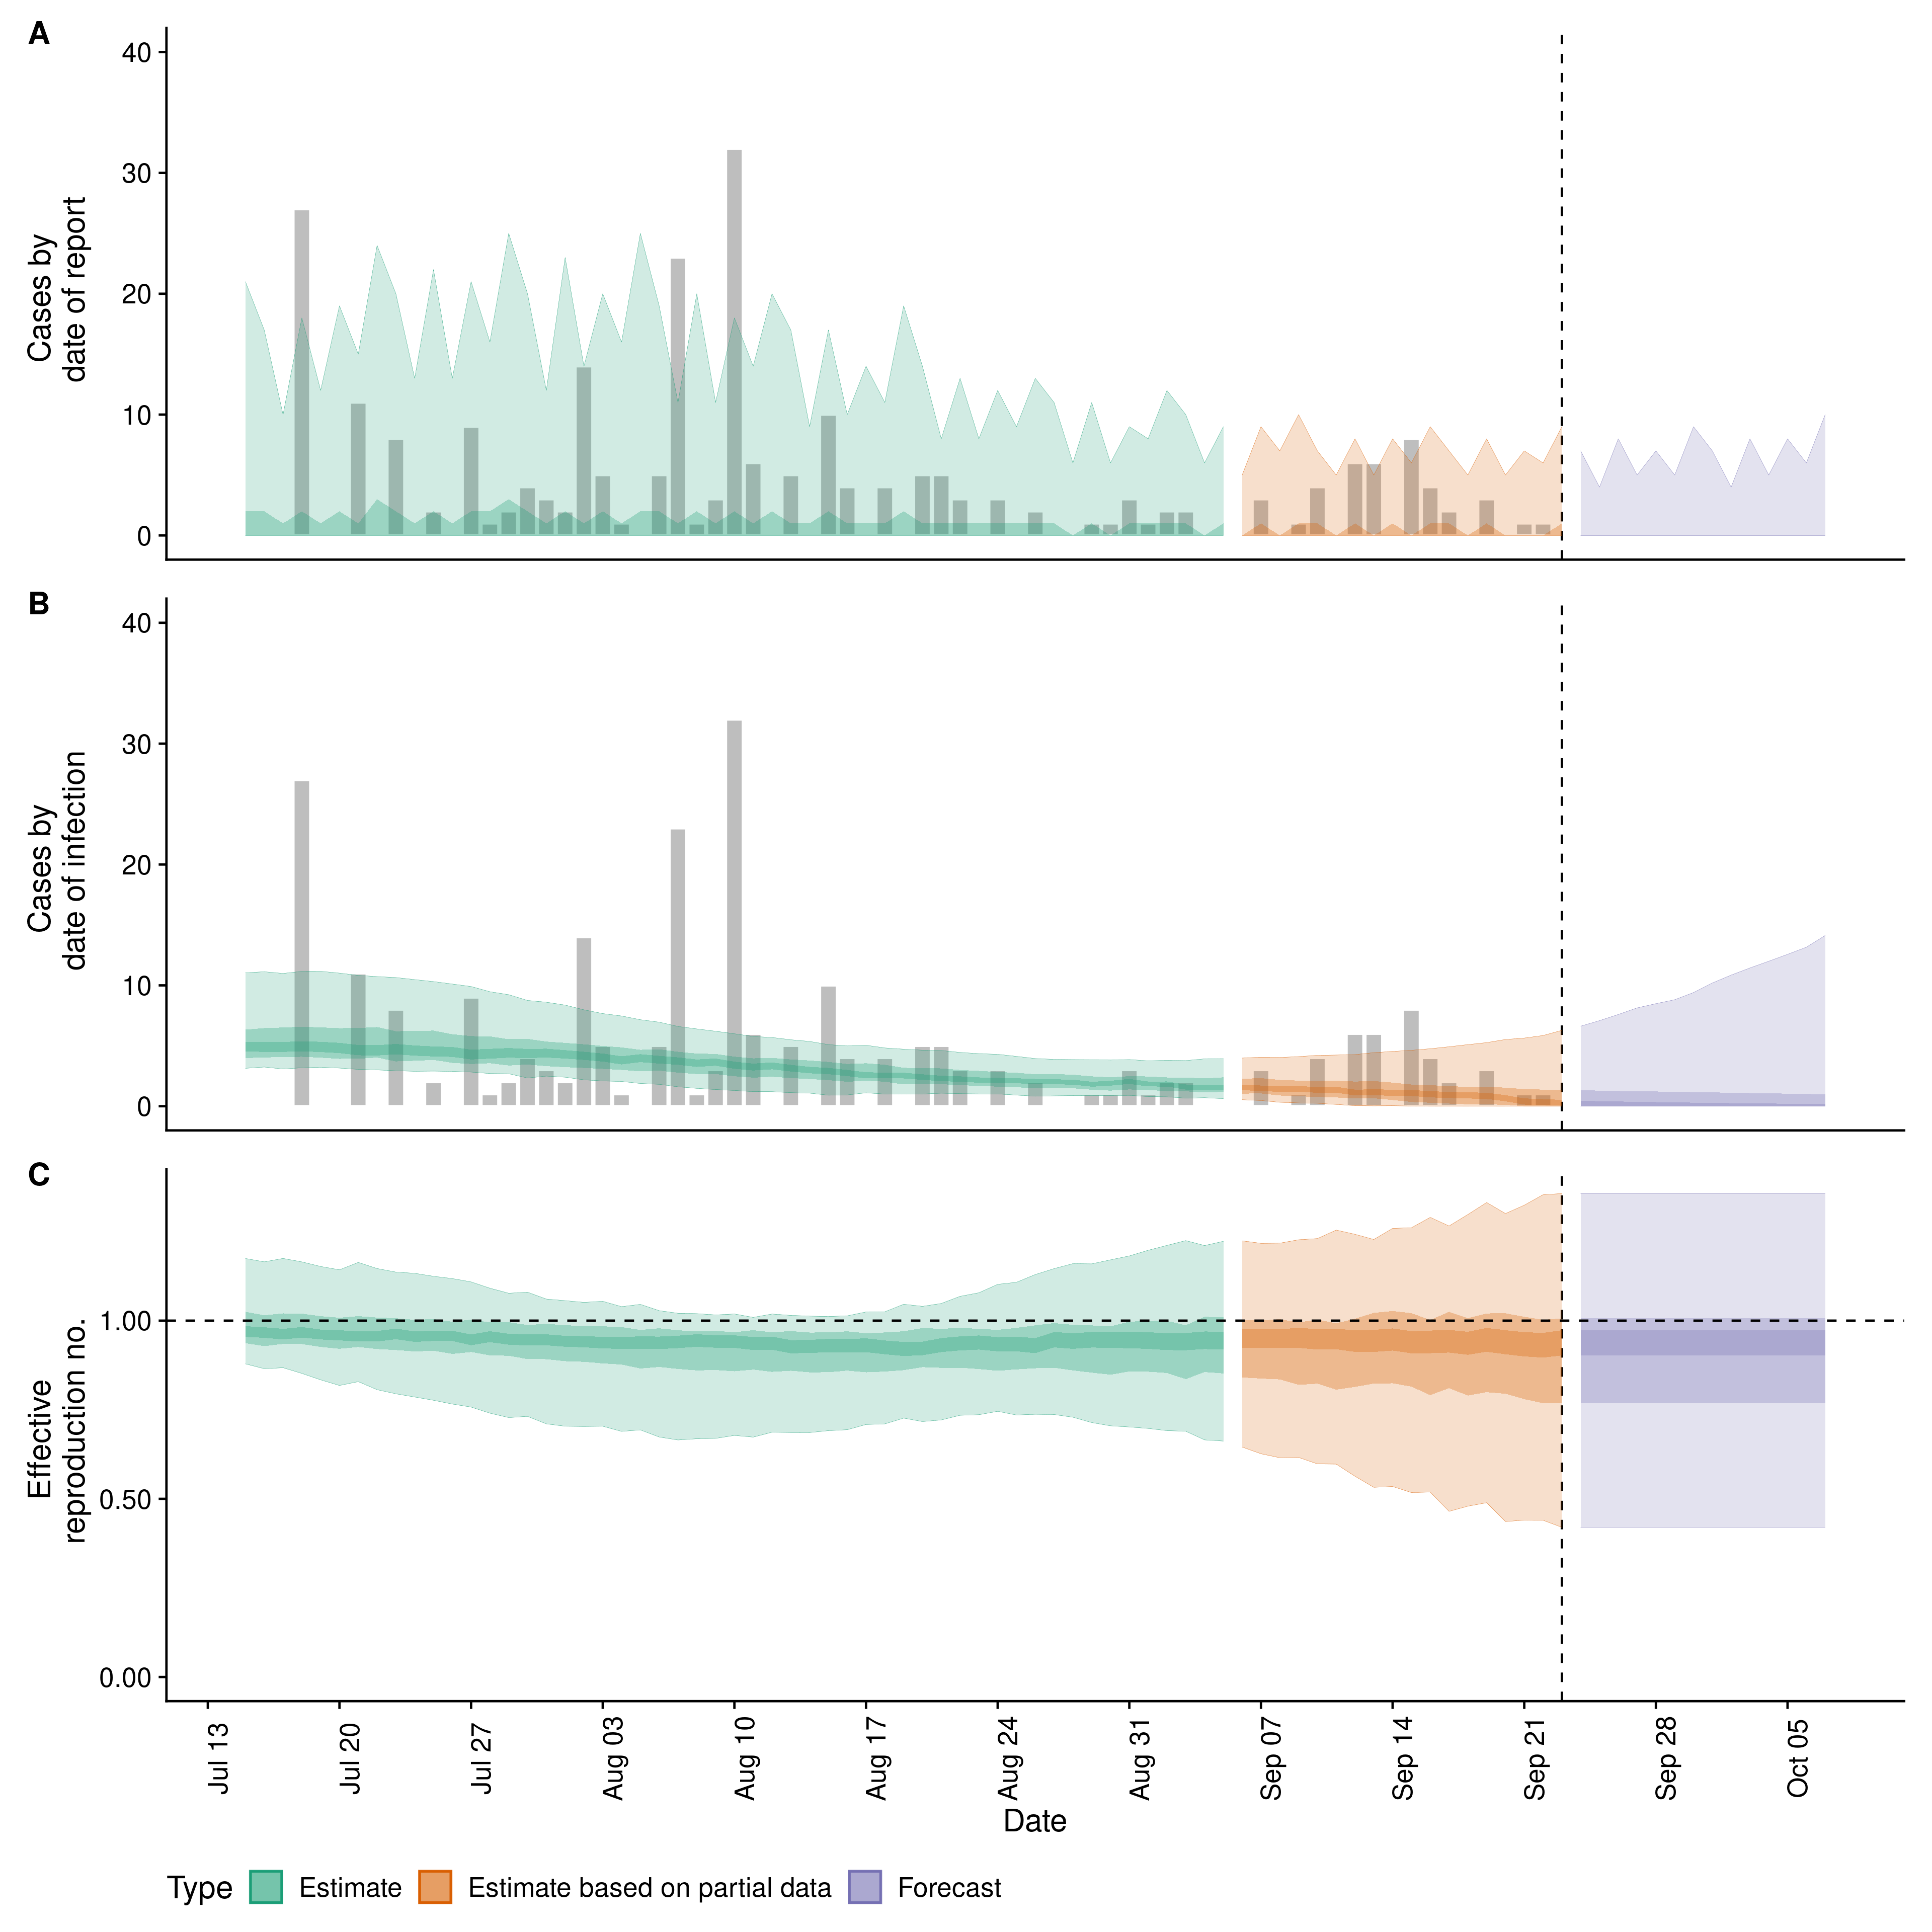 A
40
30
20
10
0
Cases by
date of report
B
40
30
20
10
0
Cases by
date of infection
C
1.00
0.50
0.00
Effective
reproduction no.
Jul 13
Jul 20
Jul 27
Aug 03
Aug 10
Aug 17
Aug 24
Aug 31
Sep 07
Sep 14
Sep 21
Sep 28
Oct 05
Date
Type Estimate Estimate based on partial data Forecast